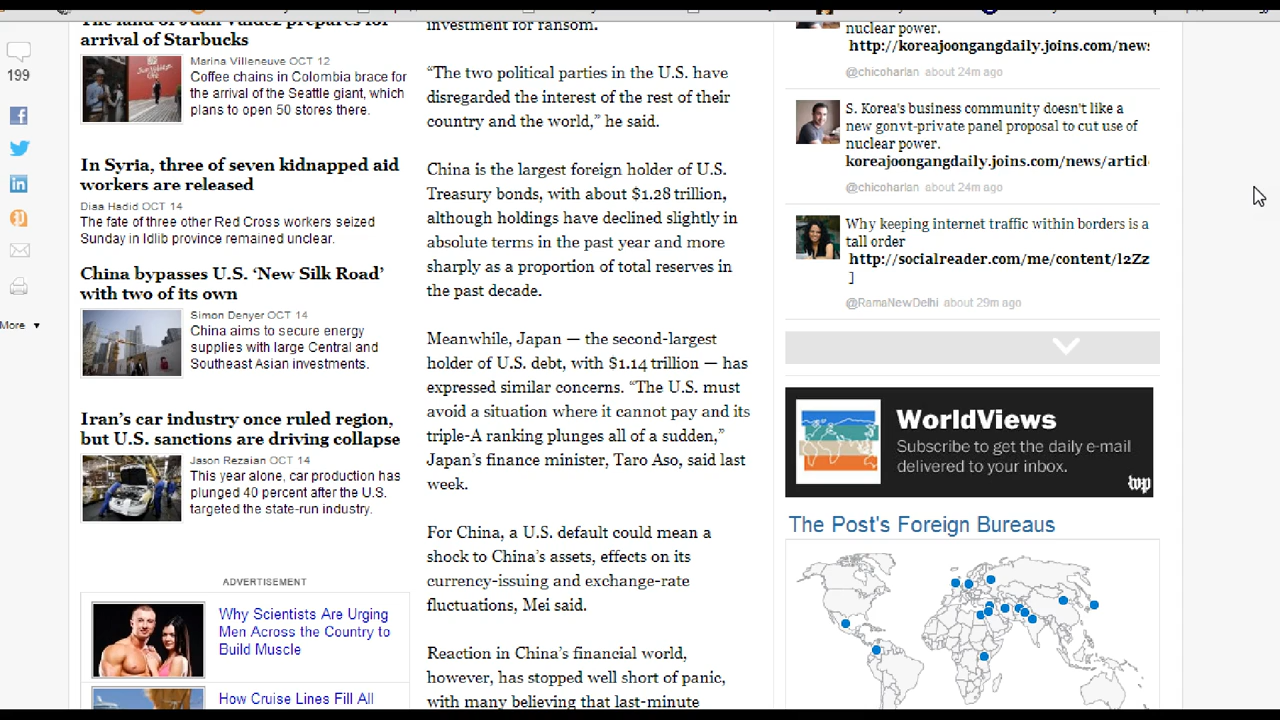 The land of Juan Valdez prepares for
arrival of Starbucks
Marina Villeneuve OCT 12
Coffee chains in Colombia brace for
the arrival of the Seattle giant, which
plans to open 50 stores there.
In Syria, three of seven kidnapped aid
workers are released
Diaa Hadid OCT 14
The fate of three other Red Cross workers seized
Sunday in Idlib province remained unclear.
China bypasses U.S. ‘New Silk Road’
with two of its own
Simon Denyer OCT 14
China aims to secure energy
supplies with large Central and
Southeast Asian investments.
Iran’s car industry once ruled region,
but U.S. sanctions are driving collapse
Jason Rezaian OCT 14
This year alone, car production has
plunged 40 percent after the U.S.
targeted the state-run industry.
ADVERTISEMENT
Why Scientists Are Urging
Men Across the Country to
Build Muscle
How Cruise Lines Fill All
199
More
investment for ransom.
“The two political parties in the U.S. have
disregarded the interest of the rest of their
country and the world,” he said.
China is the largest foreign holder of U.S.
Treasury bonds, with about $1.28 trillion,
although holdings have declined slightly in
absolute terms in the past year and more
sharply as a proportion of total reserves in
the past decade.
Meanwhile, Japan — the second-largest
holder of U.S. debt, with $1.14 trillion — has
expressed similar concerns. “The U.S. must
avoid a situation where it cannot pay and its
triple-A ranking plunges all of a sudden,”
Japan’s finance minister, Taro Aso, said last
week.
For China, a U.S. default could mean a
shock to China’s assets, effects on its
currency-issuing and exchange-rate
fluctuations, Mei said.
Reaction in China’s financial world,
however, has stopped well short of panic,
with many believing that last-minute
nuclear power.
http://koreajoongangdaily.joins.com/news
@chicoharlan about 24m ago
S. Korea's business community doesn't like a
new gonvt-private panel proposal to cut use of
nuclear power.
koreajoongangdaily.joins.com/news/articl
@chicoharlan about 24m ago
Why keeping internet traffic within borders is a
tall order
http://socialreader.com/me/content/l2Zz
]
@RamaNewDelhi about 29m ago
WorldViews
Subscribe to get the daily e-mail
delivered to your inbox.
wp
The Post's Foreign Bureaus